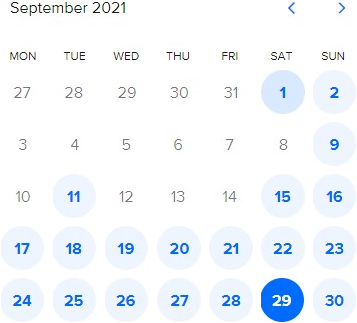 September 2021
MON TUE WED THU FRI SAT SUN
27 28 29 30 31 1 2
3 4 5 6 7 8 9
10 11 12 13 14 15 16
17 18 19 20 21 22 23
24 25 26 27 28 29 30